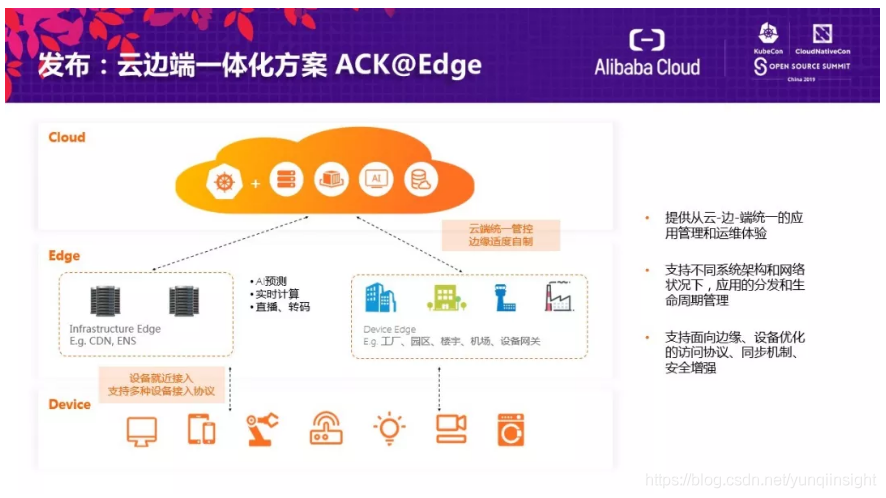 发布：云边端一体化方案 ACK@Edge
Alibaba Cloud
KubeCon
CloudNativeCon
OPEN SOURCE SUMMIT
China 2019
Cloud
AI
云端统一管控
边缘适度自制
Edge
Infrastructure Edge
E.g. CDN, ENS
• AI预测
• 实时计算
• 直播、转码
Device Edge
E.g. 工厂、园区、楼宇、机场、设备网关
设备就近接入
支持多种设备接入协议
Device
• 提供从云-边-端统一的应
用管理和运维体验
• 支持不同系统架构和网络
状况下，应用的分发和生
命周期管理
• 支持面向边缘、设备优化
的访问协议、同步机制、
安全增强
https://blog.csdn.net/yunqiinsight